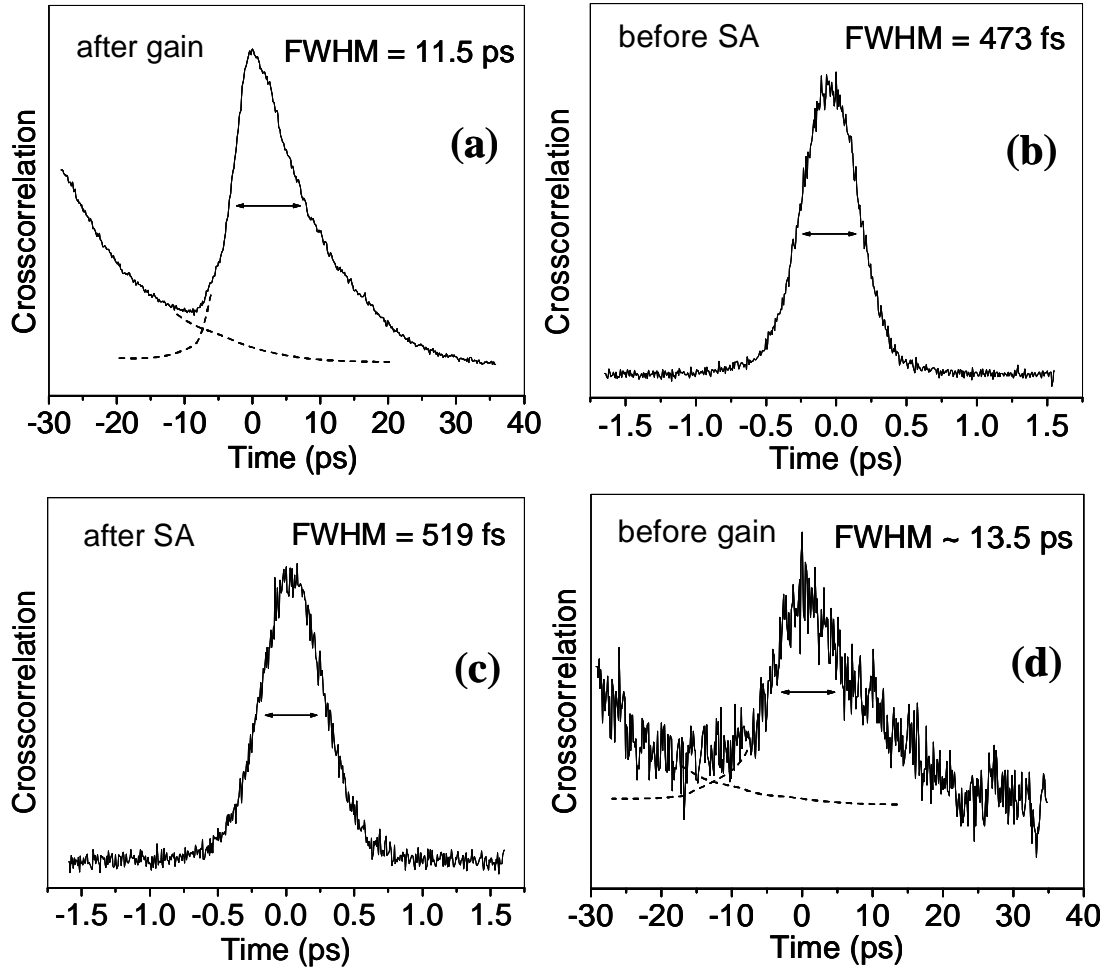 after gain
FWHM = 11.5 ps
(a)
Crosscorrelation
-30 -20 -10 0 10 20 30 40
Time (ps)
before SA
FWHM = 473 fs
(b)
Crosscorrelation
-1.5 -1.0 -0.5 0.0 0.5 1.0 1.5
Time (ps)
after SA
FWHM = 519 fs
(c)
Crosscorrelation
-1.5 -1.0 -0.5 0.0 0.5 1.0 1.5
Time (ps)
before gain
FWHM ~ 13.5 ps
(d)
Crosscorrelation
-30 -20 -10 0 10 20 30 40
Time (ps)